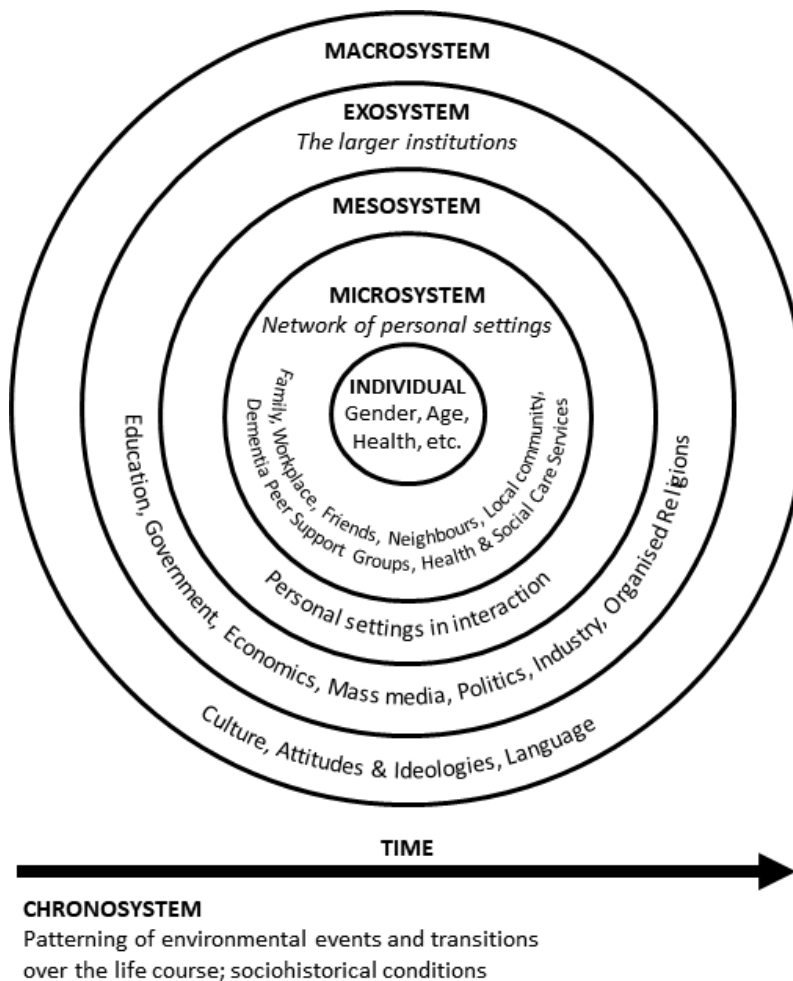 MACROSYSTEM
EXOSYSTEM
The larger institutions
MESOSYSTEM
MICROSYSTEM
Network of personal settings
INDIVIDUAL
Gender, Age,
Health, etc.
Family, Workplace, Friends, Neighbours, Local community,
Dementia Peer Support Groups, Health & Social Care Services
Personal settings in interaction
Education, Government, Economics, Mass media, Politics, Industry, Organised Religions
Culture, Attitudes & Ideologies, Language
TIME
CHRONOSYSTEM
Patterning of environmental events and transitions
over the life course; sociohistorical conditions